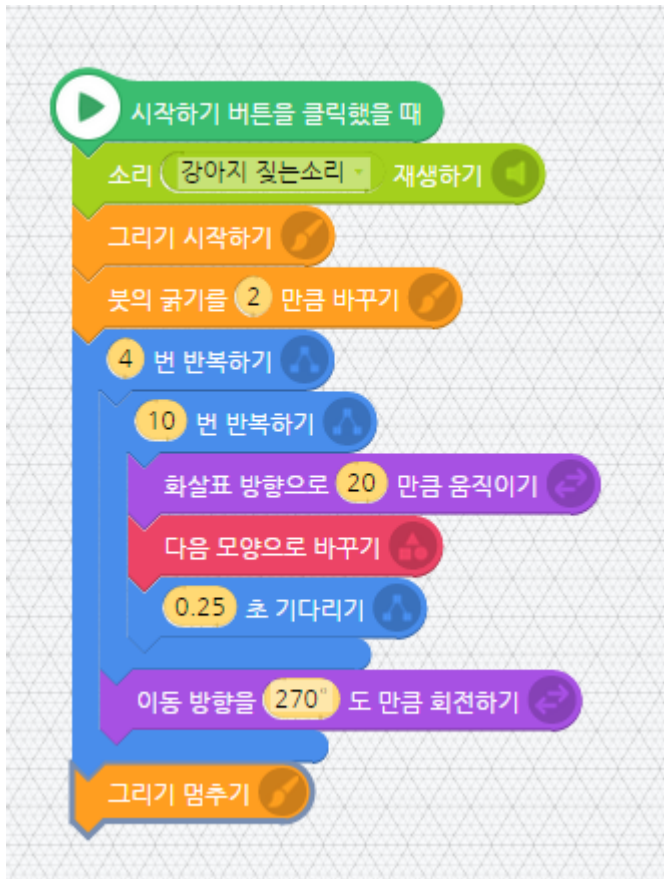 시작하기 버튼을 클릭했을 때
소리 강아지 짖는소리 재생하기
그리기 시작하기
붓의 굵기를 2 만큼 바꾸기
4 번 반복하기
10 번 반복하기
화살표 방향으로 20 만큼 움직이기
다음 모양으로 바꾸기
0.25 초 기다리기
이동 방향을 270° 도 만큼 회전하기
그리기 멈추기